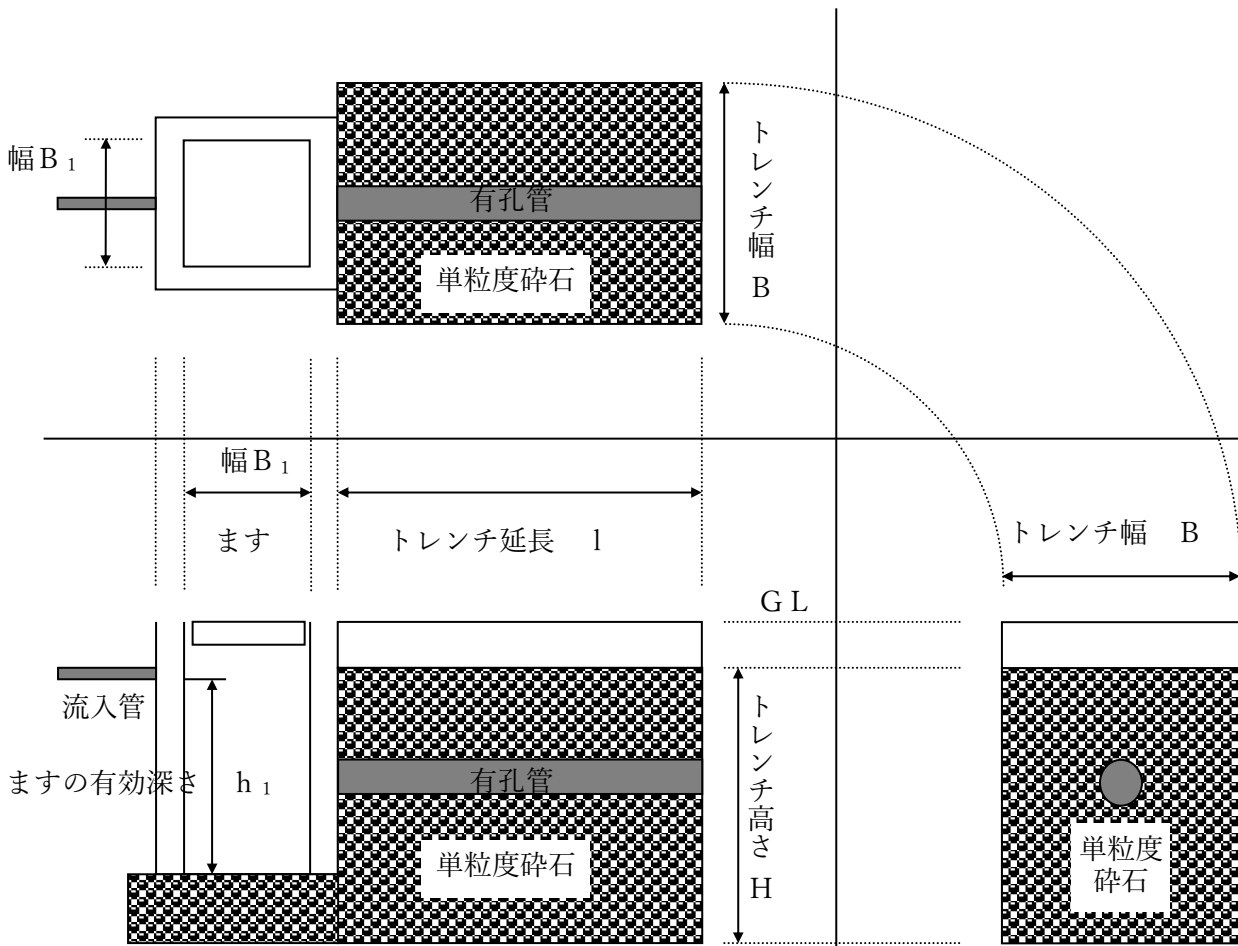 幅B₁
有孔管
単粒度砕石
トレンチ幅 B
幅B₁
ます
トレンチ延長 l
トレンチ幅 B
GL
流入管
ますの有効深さ h₁
有孔管
単粒度砕石
トレンチ高さ H
単粒度
砕石